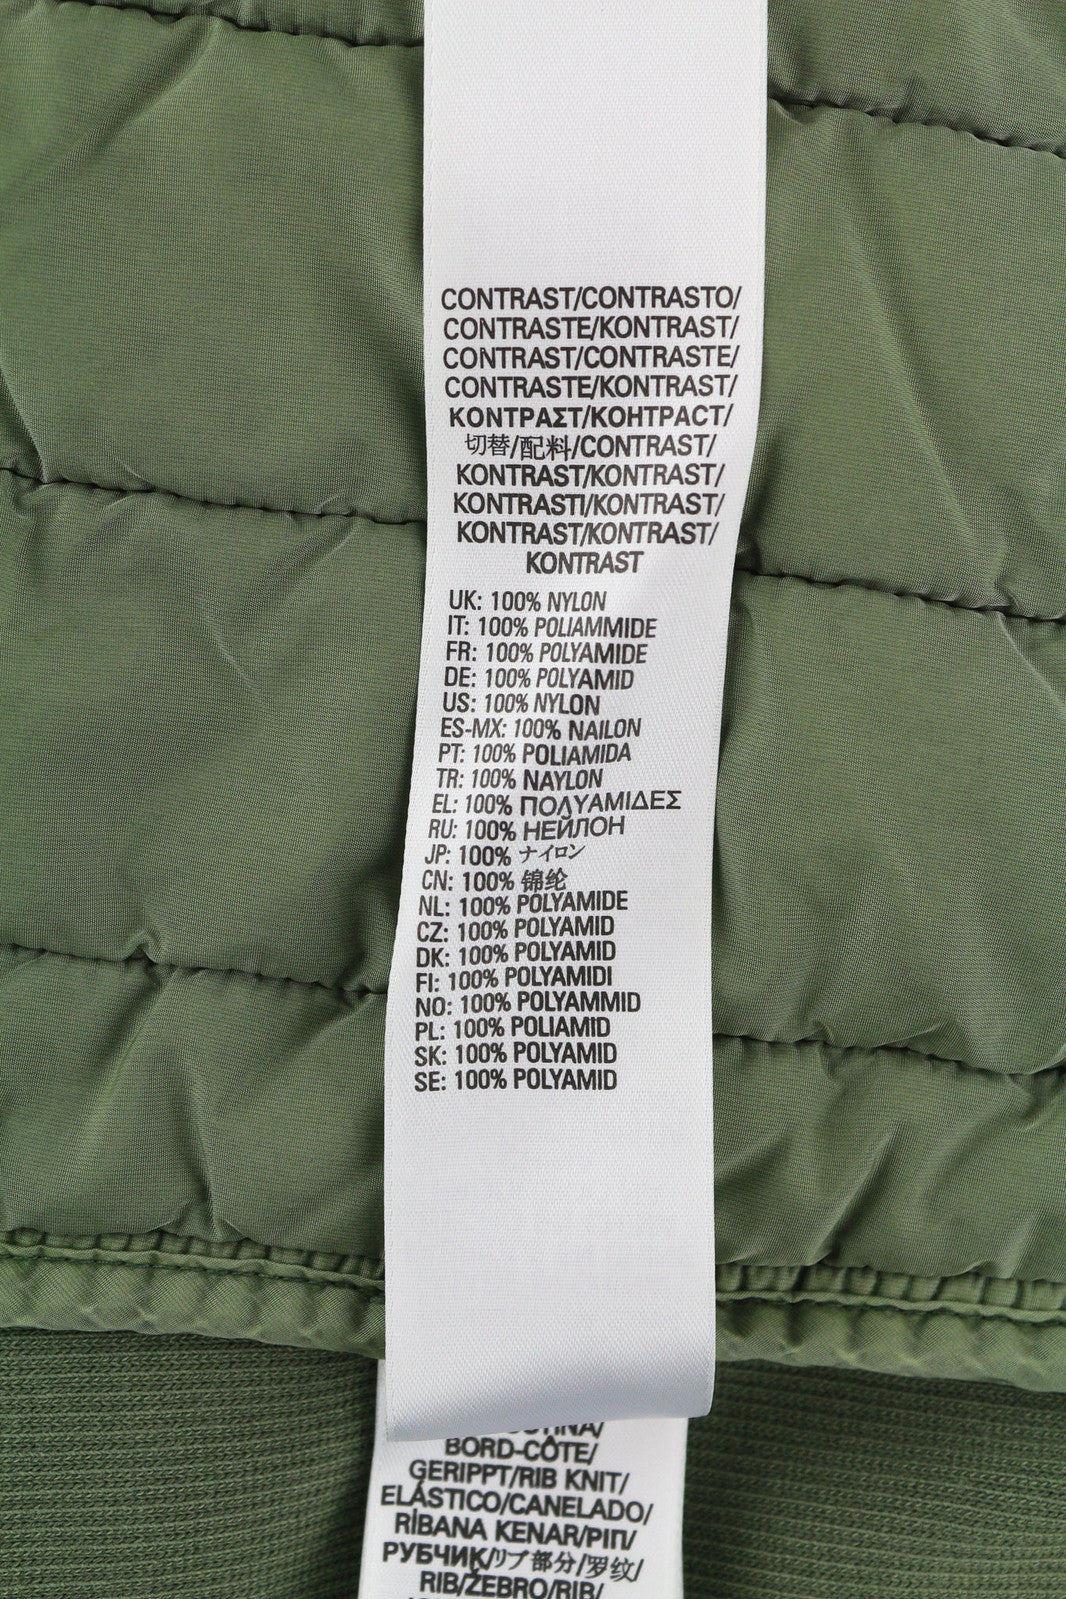 CONTRAST/CONTRASTO/
CONTRASTE/KONTRAST/
CONTRAST/CONTRASTE/
CONTRASTE/KONTRAST/
ΚΟΝΤΡΑΣΤ/КОНТРАСТ/
切替/配料/CONTRAST/
KONTRAST/KONTRAST/
KONTRASTI/KONTRAST/
KONTRAST/KONTRAST/
KONTRAST
UK: 100% NYLON
IT: 100% POLIAMMIDE
FR: 100% POLYAMIDE
DE: 100% POLYAMID
US: 100% NYLON
ES-MX: 100% NAILON
PT: 100% POLIAMIDA
TR: 100% NAYLON
EL: 100% ΠΟΛΥΑΜΙΔΕΣ
RU: 100% НЕЙЛОН
JP: 100% ナイロン
CN: 100% 锦纶
NL: 100% POLYAMIDE
CZ: 100% POLYAMID
DK: 100% POLYAMID
FI: 100% POLYAMIDI
NO: 100% POLYAMMID
PL: 100% POLIAMID
SK: 100% POLYAMID
SE: 100% POLYAMID
BORD-CÔTE/
GERIPPT/RIB KNIT/
ELÁSTICO/CANELADO/
RİBANA KENAR/ΡΙΠ/
РУБЧИК/リブ部分/罗纹/
RIB/ŽEBRO/RIB/